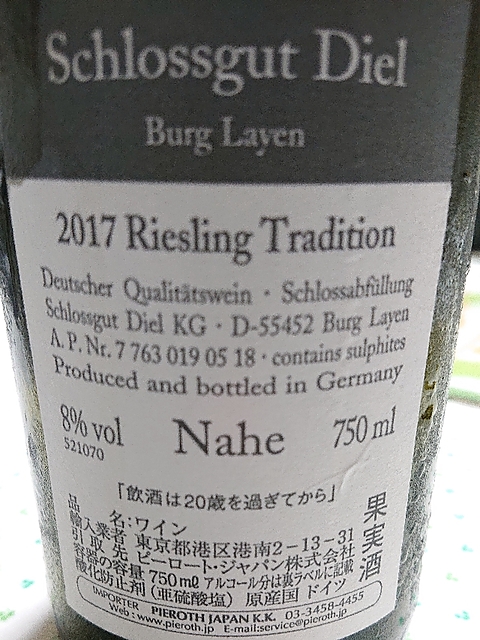 Schlossgut Diel
Burg Layen
2017 Riesling Tradition
Deutscher Qualitätswein · Schlossabfüllung
Schlossgut Diel KG · D-55452 Burg Layen
A. P. Nr. 7 763 019 05 18 · contains sulphites
Produced and bottled in Germany
8% vol
521070
Nahe
750 ml
「飲酒は20歳を過ぎてから」
果実酒
品名:ワイン
輸入業者 東京都港区港南2-13-31
引取先 ピーロート・ジャパン株式会社
容器の容量 750mℓ アルコール分は裏ラベルに記載
酸化防止剤(亜硫酸塩) 原産国 ドイツ
IMPORTER PIEROTH JAPAN K.K. 03-3458-4455
Web : www.pieroth.jp E-mail:service@pieroth.jp